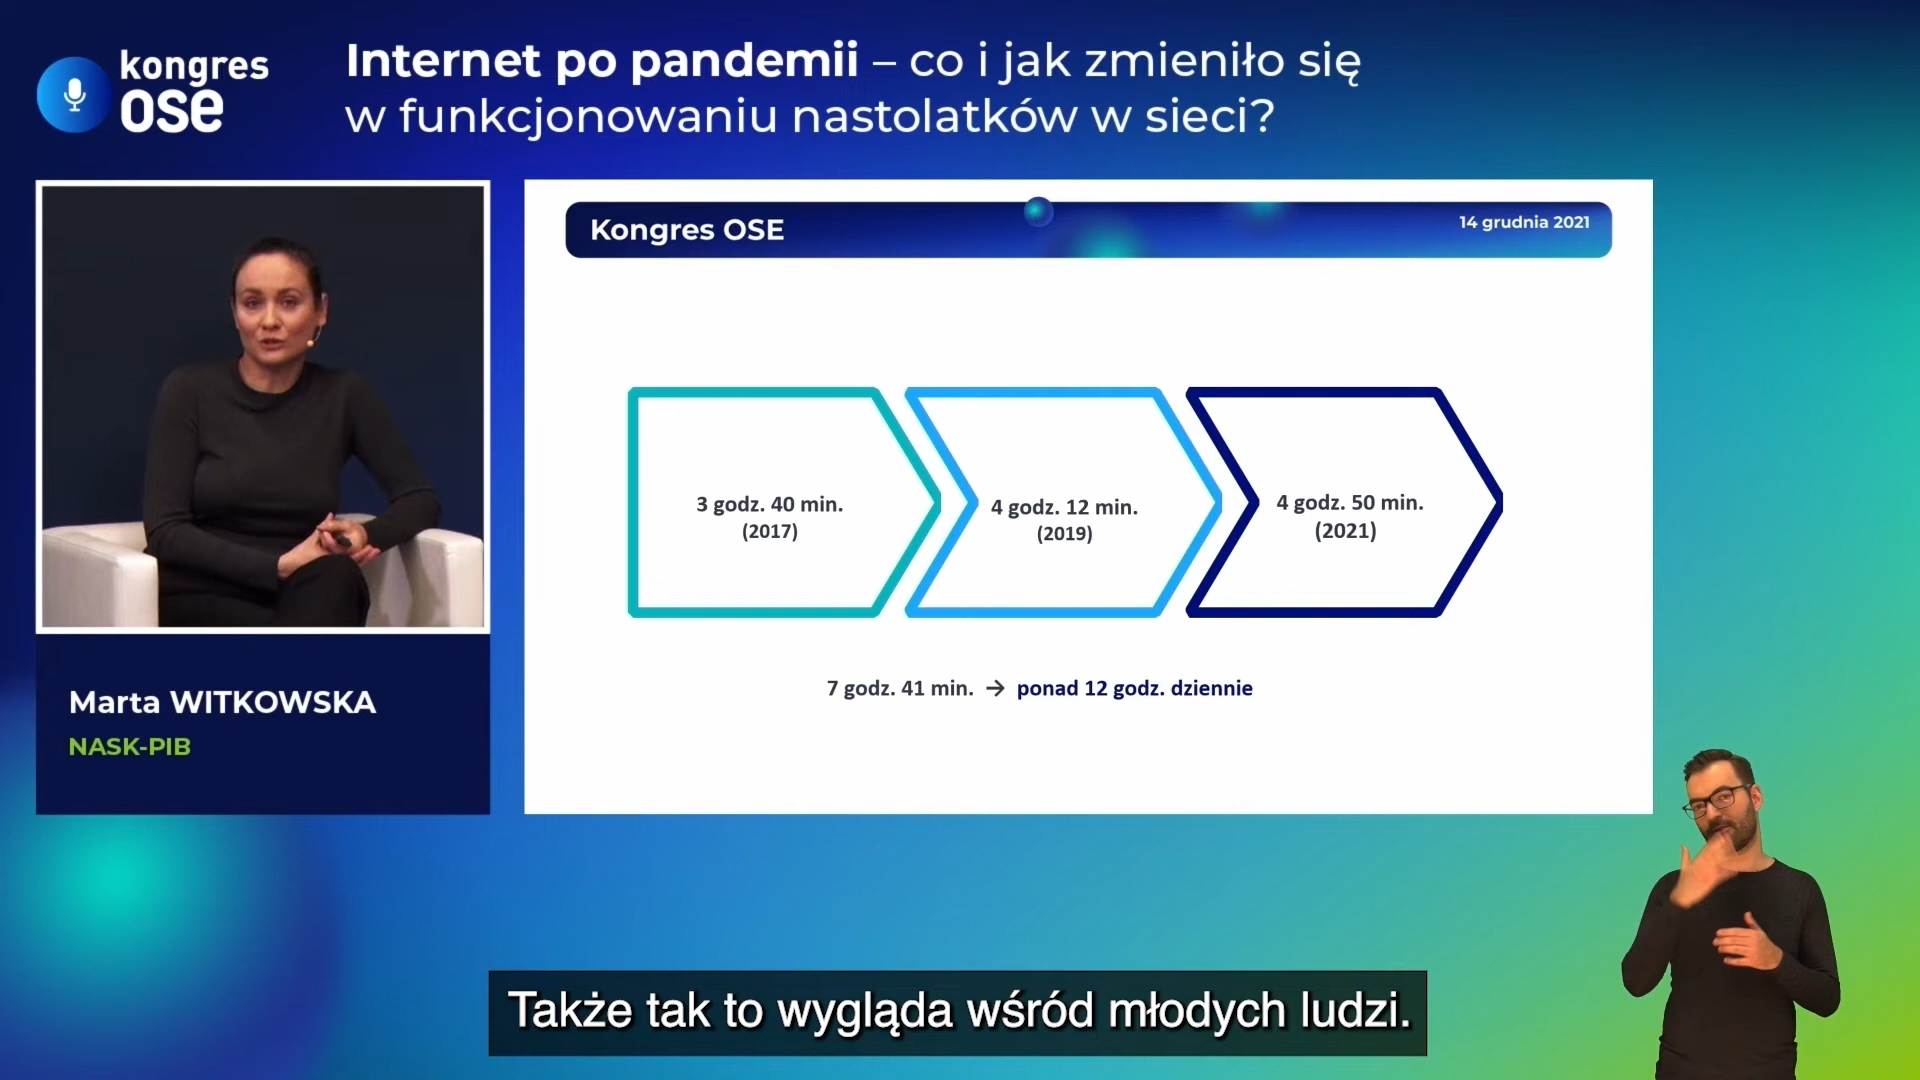 kongres
ose
Internet po pandemii – co i jak zmieniło się
w funkcjonowaniu nastolatków w sieci?
Kongres OSE
14 grudnia 2021
3 godz. 40 min.
(2017)
4 godz. 12 min.
(2019)
4 godz. 50 min.
(2021)
7 godz. 41 min. → ponad 12 godz. dziennie
Marta WITKOWSKA
NASK-PIB
Także tak to wygląda wśród młodych ludzi.